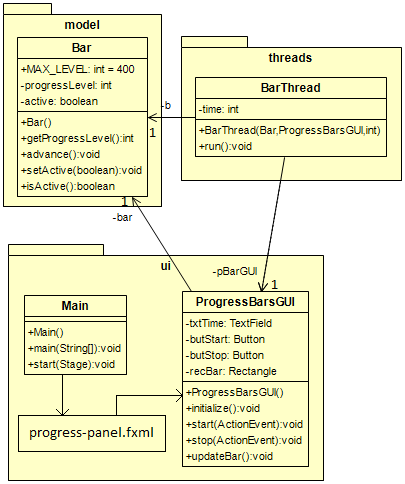 model
Bar
+MAX_LEVEL: int = 400
-progressLevel: int
-active: boolean
+Bar()
+getProgressLevel():int
+advance():void
+setActive(boolean):void
+isActive():boolean
threads
BarThread
-time: int
+BarThread(Bar,ProgressBarsGUI,int)
+run():void
-b
1
1
-bar
-pBarGUI
1
ui
Main
+Main()
+main(String[]):void
+start(Stage):void
progress-panel.fxml
ProgressBarsGUI
-txtTime: TextField
-butStart: Button
-butStop: Button
-recBar: Rectangle
+ProgressBarsGUI()
+initialize():void
+start(ActionEvent):void
+stop(ActionEvent):void
+updateBar():void